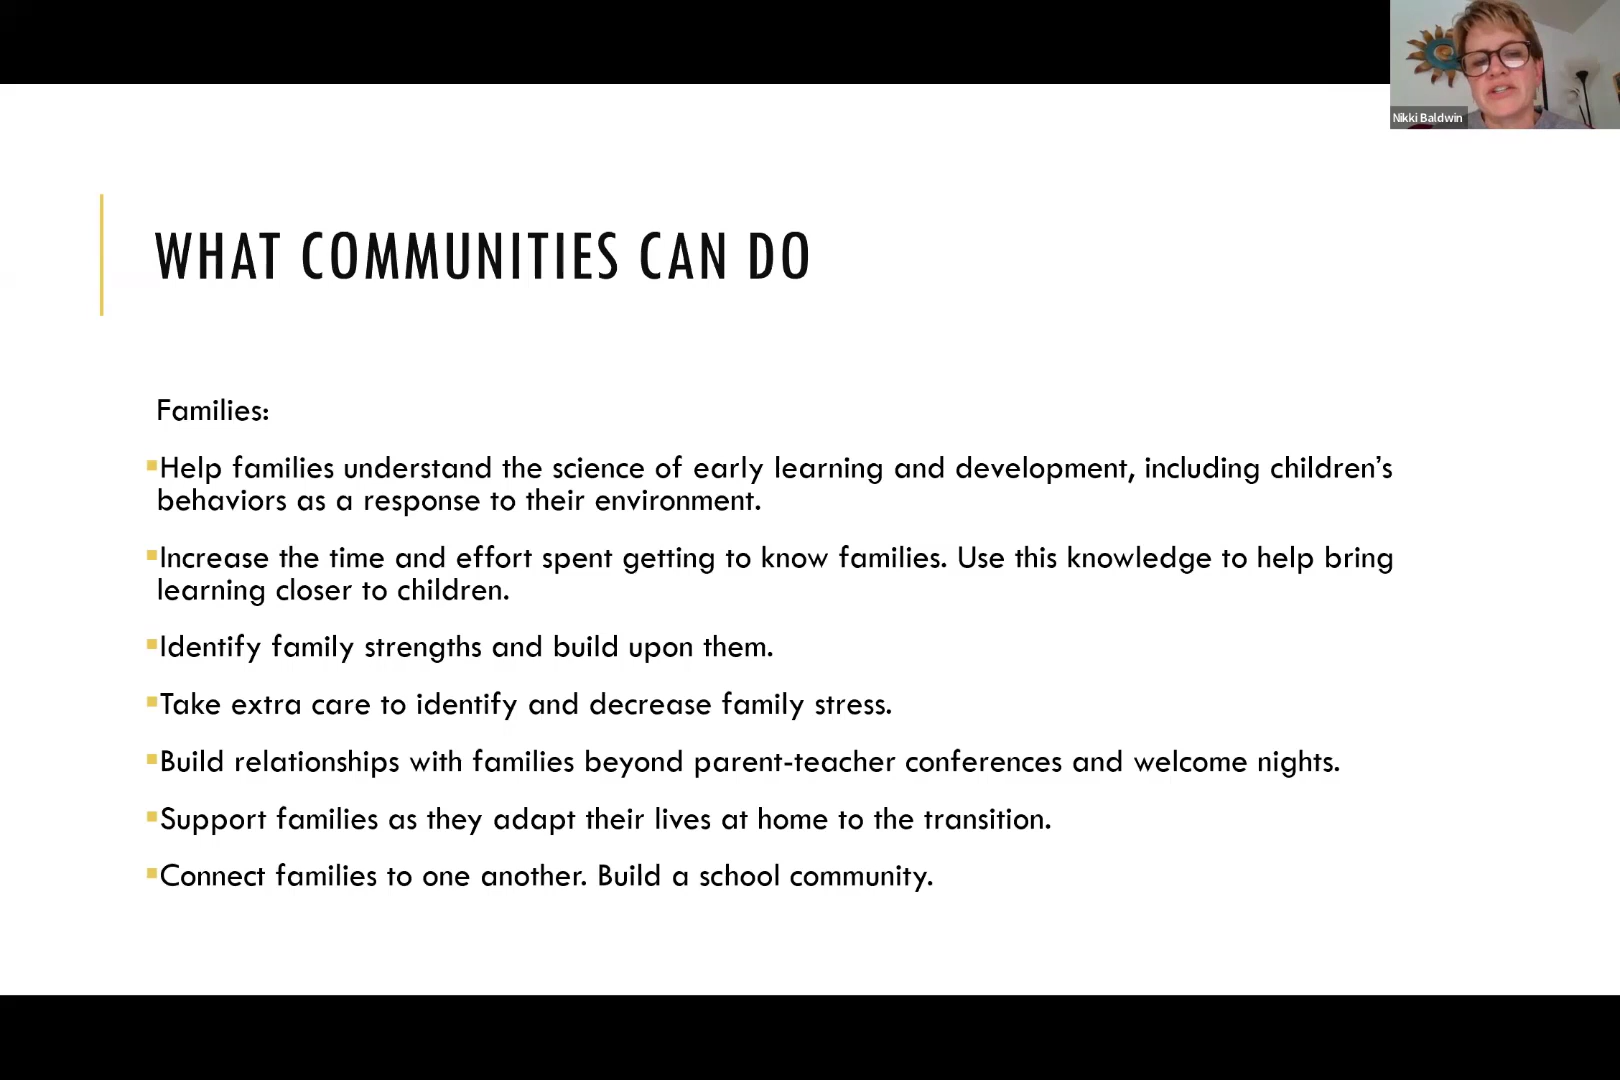 Nikki Baldwin
WHAT COMMUNITIES CAN DO
Families:
▪Help families understand the science of early learning and development, including children’s
behaviors as a response to their environment.
▪Increase the time and effort spent getting to know families. Use this knowledge to help bring
learning closer to children.
▪Identify family strengths and build upon them.
▪Take extra care to identify and decrease family stress.
▪Build relationships with families beyond parent-teacher conferences and welcome nights.
▪Support families as they adapt their lives at home to the transition.
▪Connect families to one another. Build a school community.